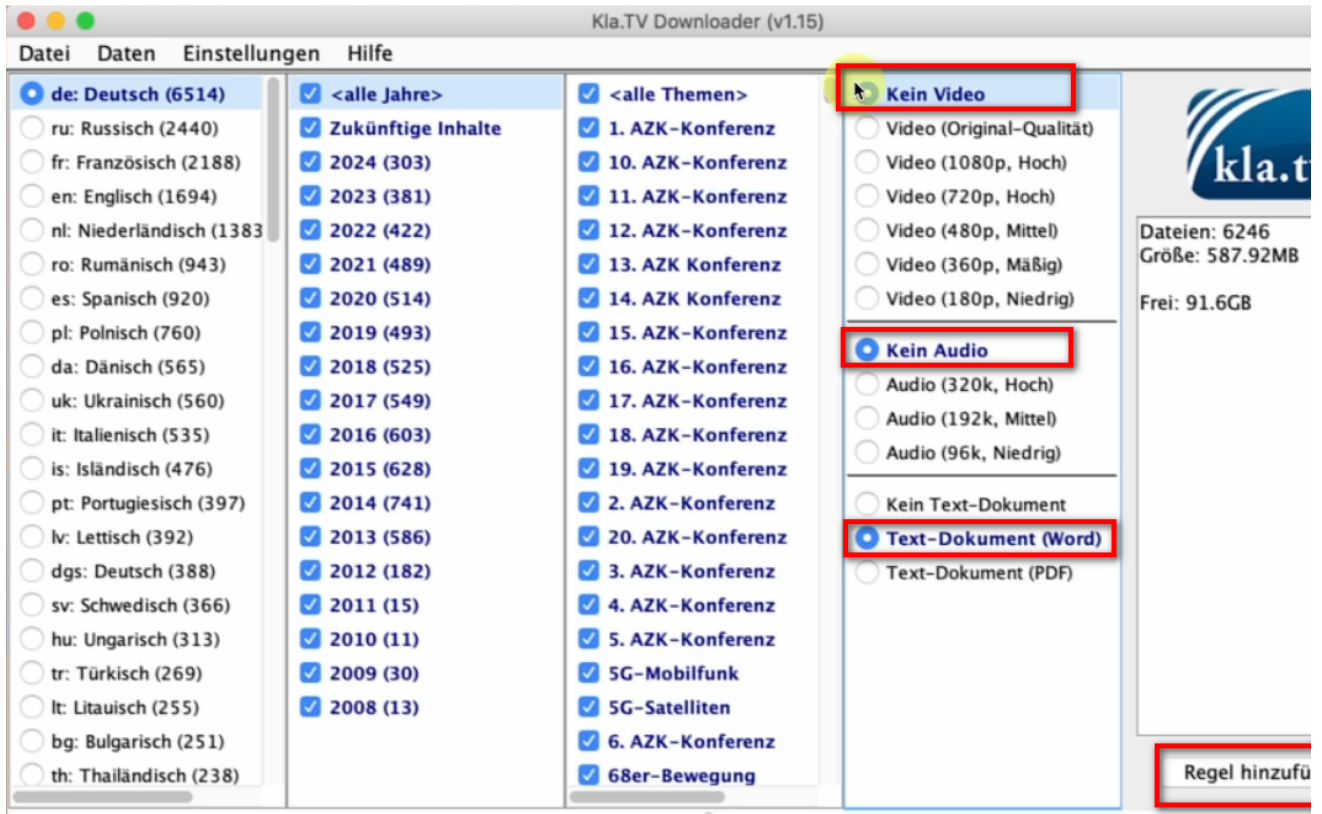 Kla.TV Downloader (v1.15)
Datei Daten Einstellungen Hilfe
de: Deutsch (6514)
ru: Russisch (2440)
fr: Französisch (2188)
en: Englisch (1694)
nl: Niederländisch (1383
ro: Rumänisch (943)
es: Spanisch (920)
pl: Polnisch (760)
da: Dänisch (565)
uk: Ukrainisch (560)
it: Italienisch (535)
is: Isländisch (476)
pt: Portugiesisch (397)
lv: Lettisch (392)
dgs: Deutsch (388)
sv: Schwedisch (366)
hu: Ungarisch (313)
tr: Türkisch (269)
lt: Litauisch (255)
bg: Bulgarisch (251)
th: Thailändisch (238)
<alle Jahre>
Zukünftige Inhalte
2024 (303)
2023 (381)
2022 (422)
2021 (489)
2020 (514)
2019 (493)
2018 (525)
2017 (549)
2016 (603)
2015 (628)
2014 (741)
2013 (586)
2012 (182)
2011 (15)
2010 (11)
2009 (30)
2008 (13)
<alle Themen>
1. AZK-Konferenz
10. AZK-Konferenz
11. AZK-Konferenz
12. AZK-Konferenz
13. AZK Konferenz
14. AZK Konferenz
15. AZK-Konferenz
16. AZK-Konferenz
17. AZK-Konferenz
18. AZK-Konferenz
19. AZK-Konferenz
2. AZK-Konferenz
20. AZK-Konferenz
3. AZK-Konferenz
4. AZK-Konferenz
5. AZK-Konferenz
5G-Mobilfunk
5G-Satelliten
6. AZK-Konferenz
68er-Bewegung
Kein Video
Video (Original-Qualität)
Video (1080p, Hoch)
Video (720p, Hoch)
Video (480p, Mittel)
Video (360p, Mäßig)
Video (180p, Niedrig)
Kein Audio
Audio (320k, Hoch)
Audio (192k, Mittel)
Audio (96k, Niedrig)
Kein Text-Dokument
Text-Dokument (Word)
Text-Dokument (PDF)
kla.t
Dateien: 6246
Größe: 587.92MB
Frei: 91.6GB
Regel hinzufü